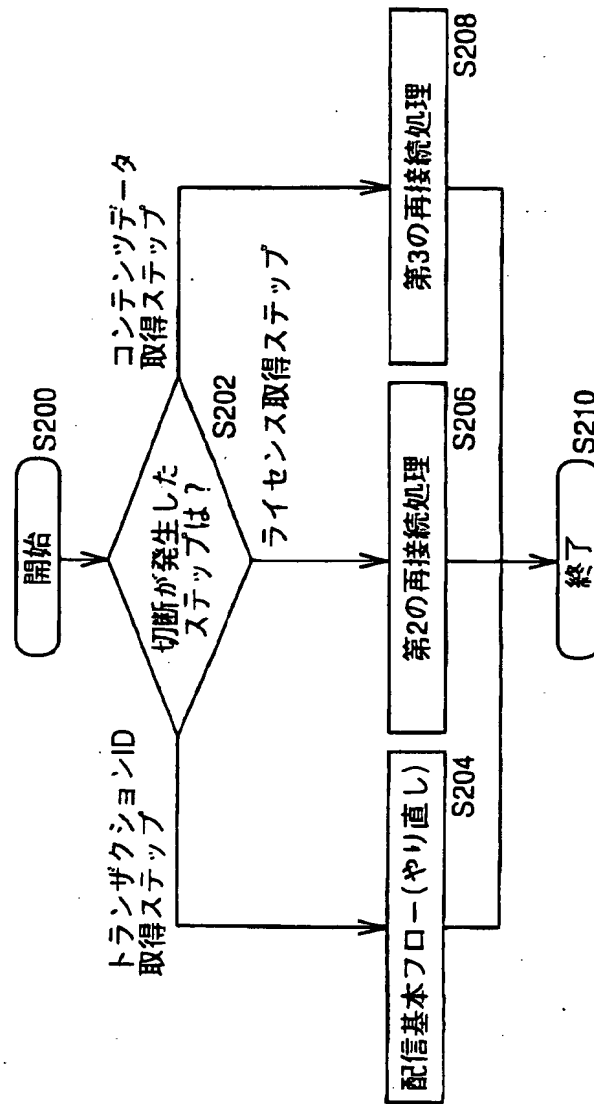 開始
S200
切断が発生した
ステップは？
S202
トランザクションID
取得ステップ
ライセンス取得ステップ
コンテンツデータ
取得ステップ
配信基本フロー(やり直し)
S204
第2の再接続処理
S206
第3の再接続処理
S208
終了
S210